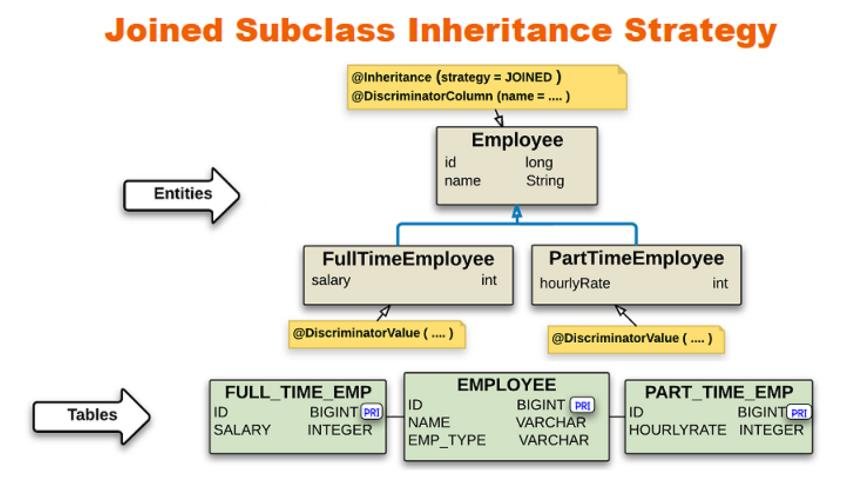 Joined Subclass Inheritance Strategy
@Inheritance (strategy = JOINED )
@DiscriminatorColumn (name = .... )
Employee
id long
name String
Entities
FullTimeEmployee
salary int
PartTimeEmployee
hourlyRate int
@DiscriminatorValue ( .... )
@DiscriminatorValue ( .... )
Tables
FULL_TIME_EMP
ID BIGINT PRI
SALARY INTEGER
EMPLOYEE
ID BIGINT PRI
NAME VARCHAR
EMP_TYPE VARCHAR
PART_TIME_EMP
ID BIGINT PRI
HOURLYRATE INTEGER